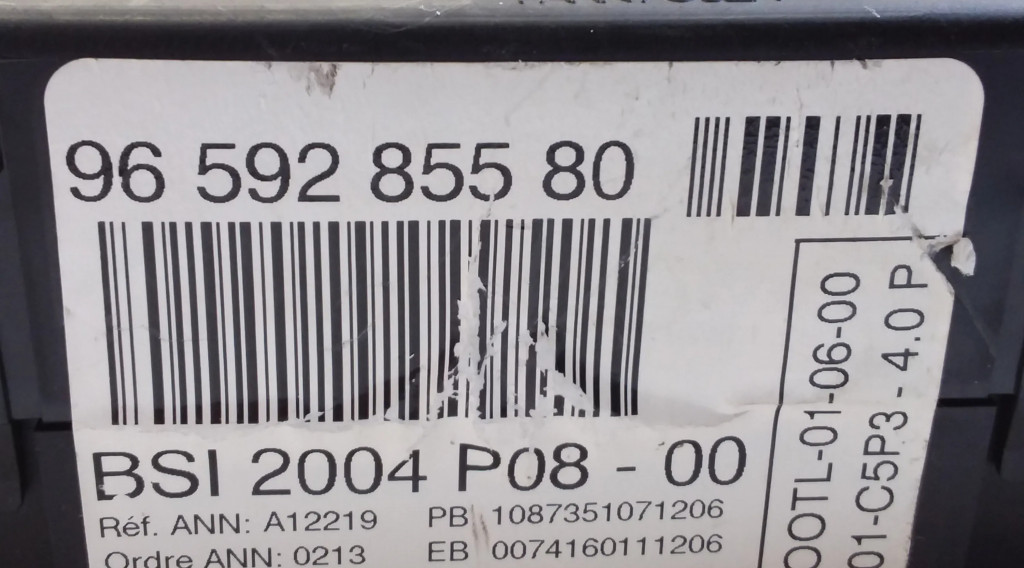 96 592 855 80
BSI 2004 P08 - 00
Réf. ANN: A12219 PB 1087351071206
Ordre ANN: 0213 EB 0074160111206
OOTL-01-06-00
01-C5P3 - 4.0 P